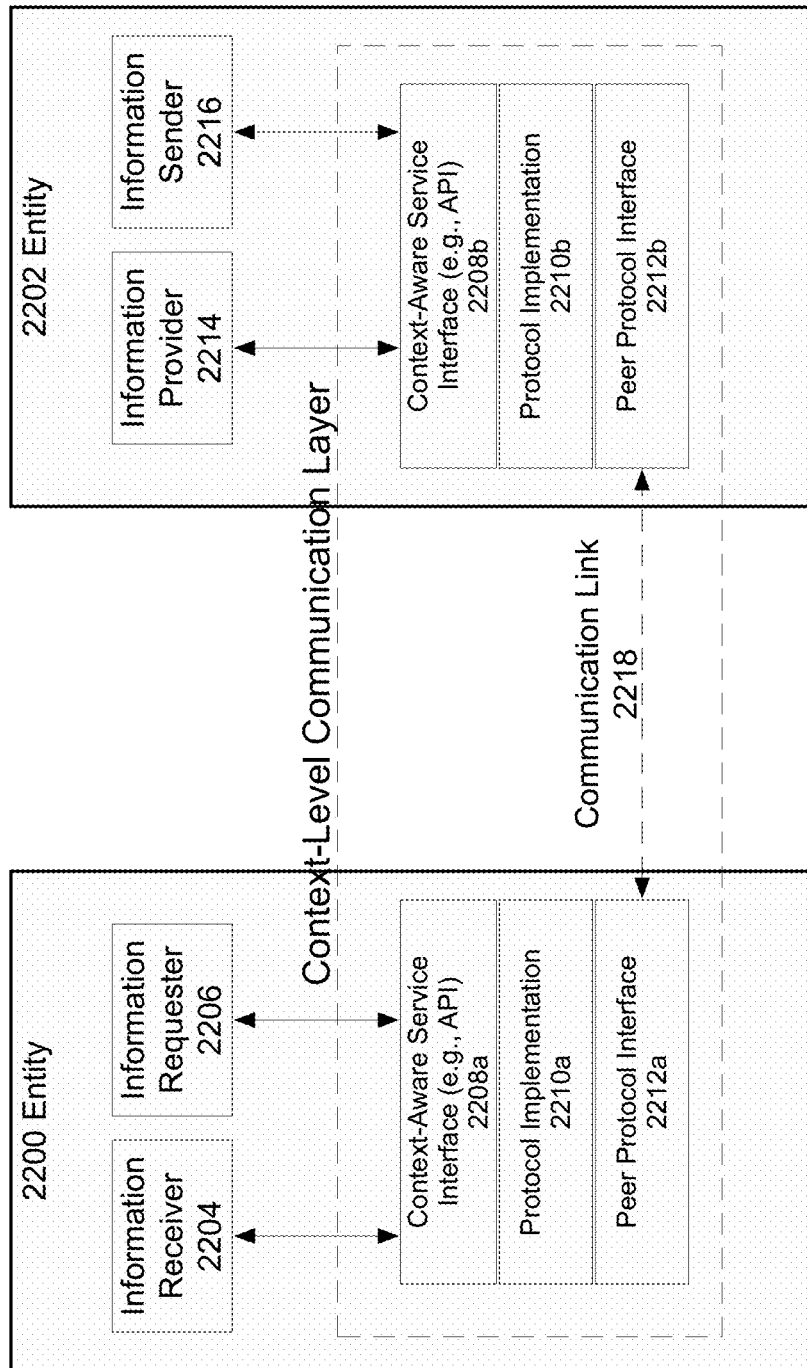 2200 Entity
Information
Receiver
2204
Information
Requester
2206
Context-Level Communication Layer
Context-Aware Service
Interface (e.g., API)
2208a
Protocol Implementation
2210a
Peer Protocol Interface
2212a
Communication Link
2218
2202 Entity
Information
Provider
2214
Information
Sender
2216
Context-Aware Service
Interface (e.g., API)
2208b
Protocol Implementation
2210b
Peer Protocol Interface
2212b